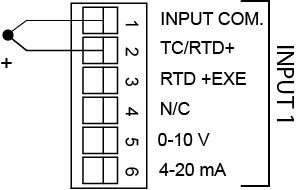 1 INPUT COM.
2 TC/RTD+
3 RTD +EXE
4 N/C
5 0-10 V
6 4-20 mA
+
INPUT 1